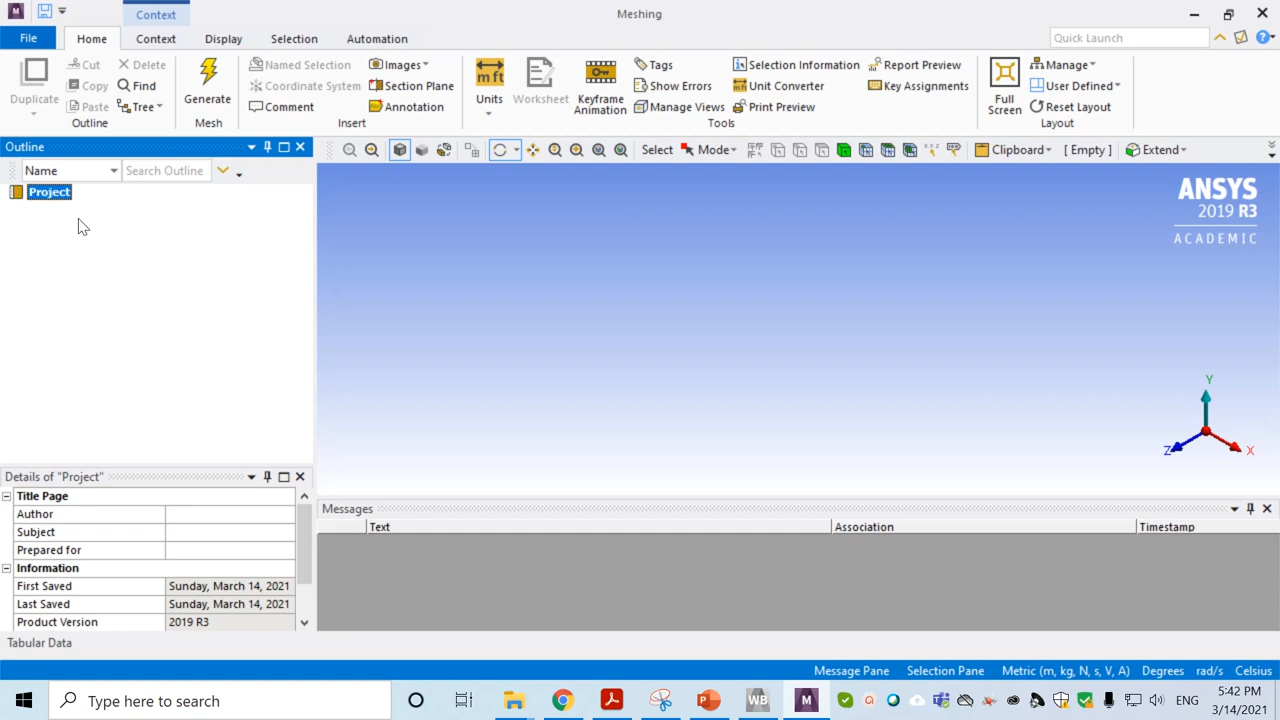 Context
Meshing
File
Home
Context
Display
Selection
Automation
Quick Launch
Duplicate
Cut
Copy
Paste
Delete
Find
Tree
Outline
Generate
Mesh
Named Selection
Coordinate System
Comment
Images
Section Plane
Annotation
Insert
m ft
Units
Worksheet
Keyframe
Animation
Tags
Show Errors
Manage Views
Selection Information
Unit Converter
Print Preview
Report Preview
Key Assignments
Tools
Full
Screen
Manage
User Defined
Reset Layout
Layout
Outline
Name
Search Outline
Project
Select
Mode
Clipboard
[ Empty ]
Extend
ANSYS
2019 R3
ACADEMIC
Y
Z
X
Details of "Project"
Title Page
Author
Subject
Prepared for
Information
First Saved Sunday, March 14, 2021
Last Saved Sunday, March 14, 2021
Product Version 2019 R3
Messages
Text Association Timestamp
Tabular Data
Message Pane Selection Pane Metric (m, kg, N, s, V, A) Degrees rad/s Celsius
Type here to search
WB
M
ENG
5:42 PM
3/14/2021